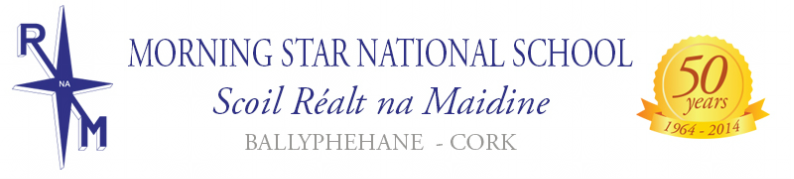 R
NA
M
MORNING STAR NATIONAL SCHOOL
Scoil Réalt na Maidine
BALLYPHEHANE - CORK
50
years
1964 - 2014